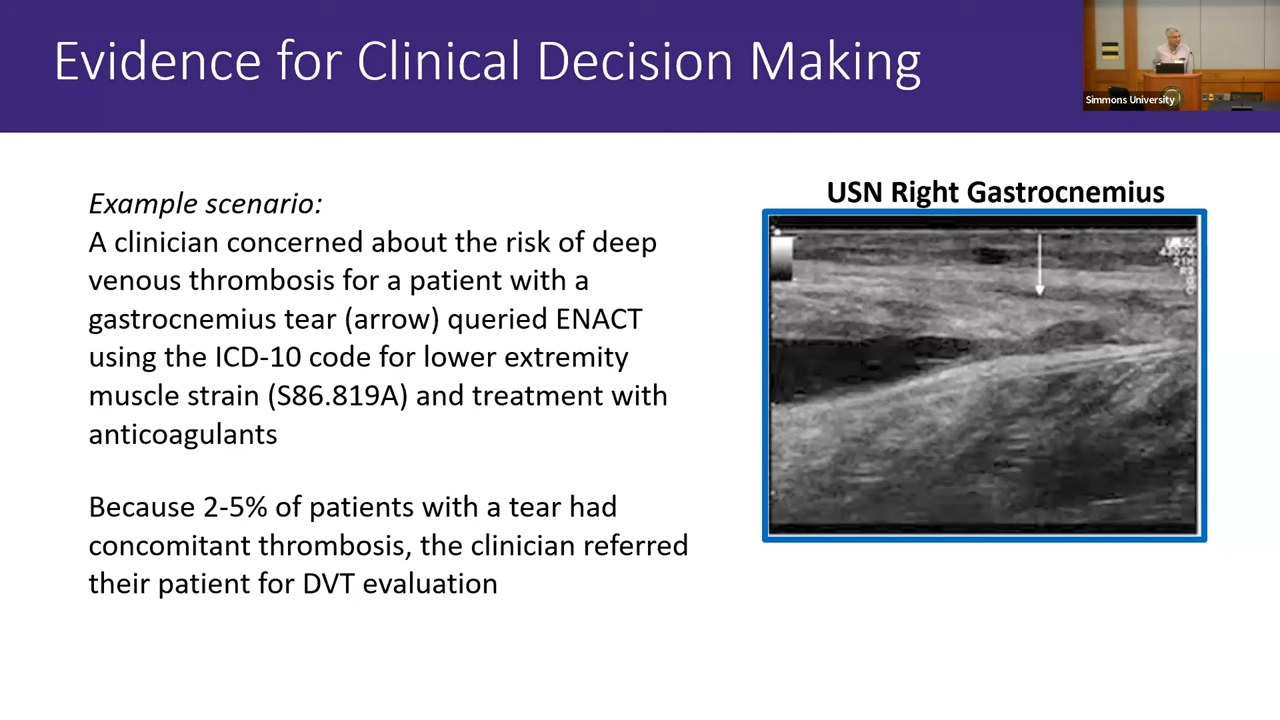 Evidence for Clinical Decision Making
Simmons University
Example scenario:
A clinician concerned about the risk of deep
venous thrombosis for a patient with a
gastrocnemius tear (arrow) queried ENACT
using the ICD-10 code for lower extremity
muscle strain (S86.819A) and treatment with
anticoagulants
Because 2-5% of patients with a tear had
concomitant thrombosis, the clinician referred
their patient for DVT evaluation
USN Right Gastrocnemius